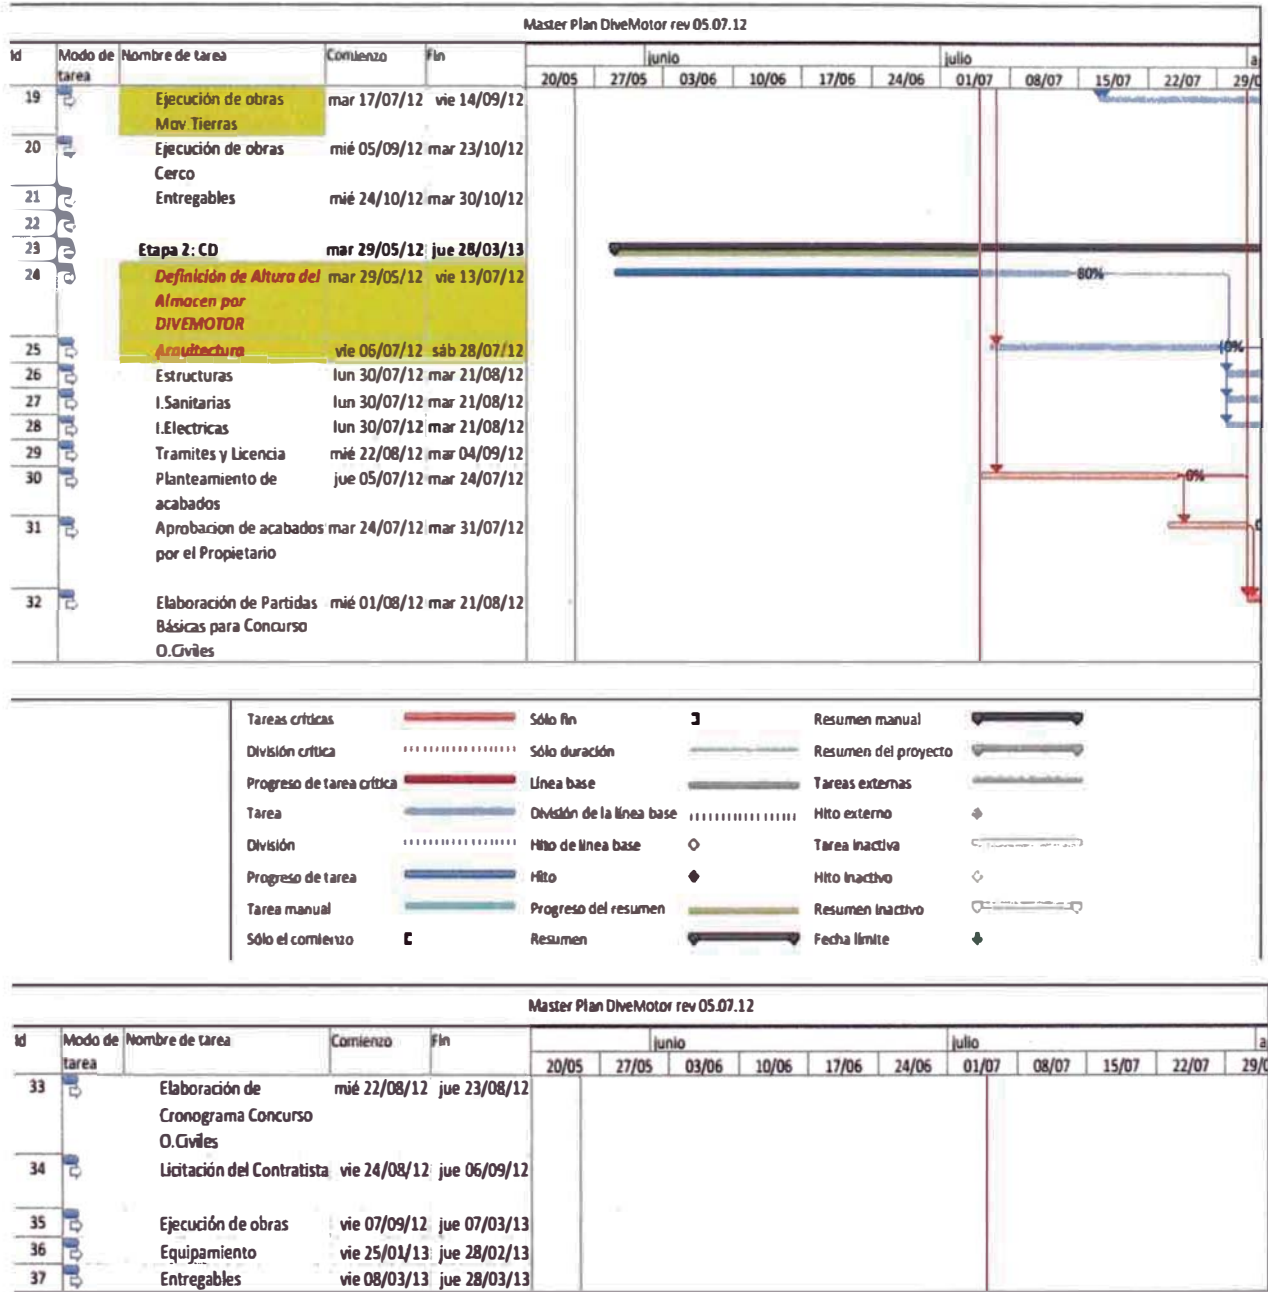 Master Plan DiveMotor rev 05.07.12
Id Modo de tarea Nombre de tarea Comienzo Fin
junio julio a
20/05 27/05 03/06 10/06 17/06 24/06 01/07 08/07 15/07 22/07 29/0
19 Ejecución de obras mar 17/07/12 vie 14/09/12
Mov Tierras
20 Ejecución de obras mié 05/09/12 mar 23/10/12
Cerco
21 Entregables mié 24/10/12 mar 30/10/12
22
23 Etapa 2: CD mar 29/05/12 jue 28/03/13
24 Definición de Altura del mar 29/05/12 vie 13/07/12 80%
Almacen por
DIVEMOTOR
25 Arquitectura vie 06/07/12 sáb 28/07/12 0%
26 Estructuras lun 30/07/12 mar 21/08/12
27 I.Sanitarias lun 30/07/12 mar 21/08/12
28 I.Electricas lun 30/07/12 mar 21/08/12
29 Tramites y Licencia mié 22/08/12 mar 04/09/12
30 Planteamiento de jue 05/07/12 mar 24/07/12 0%
acabados
31 Aprobacion de acabados mar 24/07/12 mar 31/07/12
por el Propietario
32 Elaboración de Partidas mié 01/08/12 mar 21/08/12
Básicas para Concurso
O.Civiles
Tareas críticas Sólo fin Resumen manual
División crítica Sólo duración Resumen del proyecto
Progreso de tarea crítica Línea base Tareas externas
Tarea División de la línea base Hito externo
División Hito de línea base Tarea inactiva
Progreso de tarea Hito Hito inactivo
Tarea manual Progreso del resumen Resumen inactivo
Sólo el comienzo Resumen Fecha límite
Master Plan DiveMotor rev 05.07.12
Id Modo de tarea Nombre de tarea Comienzo Fin
junio julio a
20/05 27/05 03/06 10/06 17/06 24/06 01/07 08/07 15/07 22/07 29/0
33 Elaboración de mié 22/08/12 jue 23/08/12
Cronograma Concurso
O.Civiles
34 Licitación del Contratista vie 24/08/12 jue 06/09/12
35 Ejecución de obras vie 07/09/12 jue 07/03/13
36 Equipamiento vie 25/01/13 jue 28/02/13
37 Entregables vie 08/03/13 jue 28/03/13